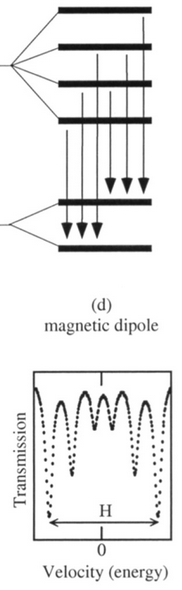 (d)
magnetic dipole
Transmission
H
0
Velocity (energy)